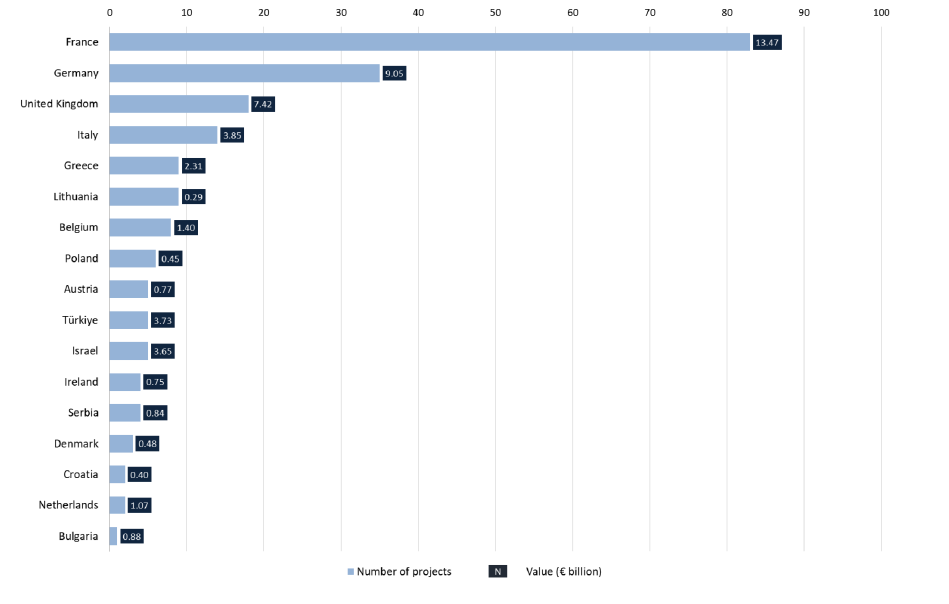 0 10 20 30 40 50 60 70 80 90 100
France 13.47
Germany 9.05
United Kingdom 7.42
Italy 3.85
Greece 2.31
Lithuania 0.29
Belgium 1.40
Poland 0.45
Austria 0.77
Türkiye 3.73
Israel 3.65
Ireland 0.75
Serbia 0.84
Denmark 0.48
Croatia 0.40
Netherlands 1.07
Bulgaria 0.88
Number of projects N Value (€ billion)